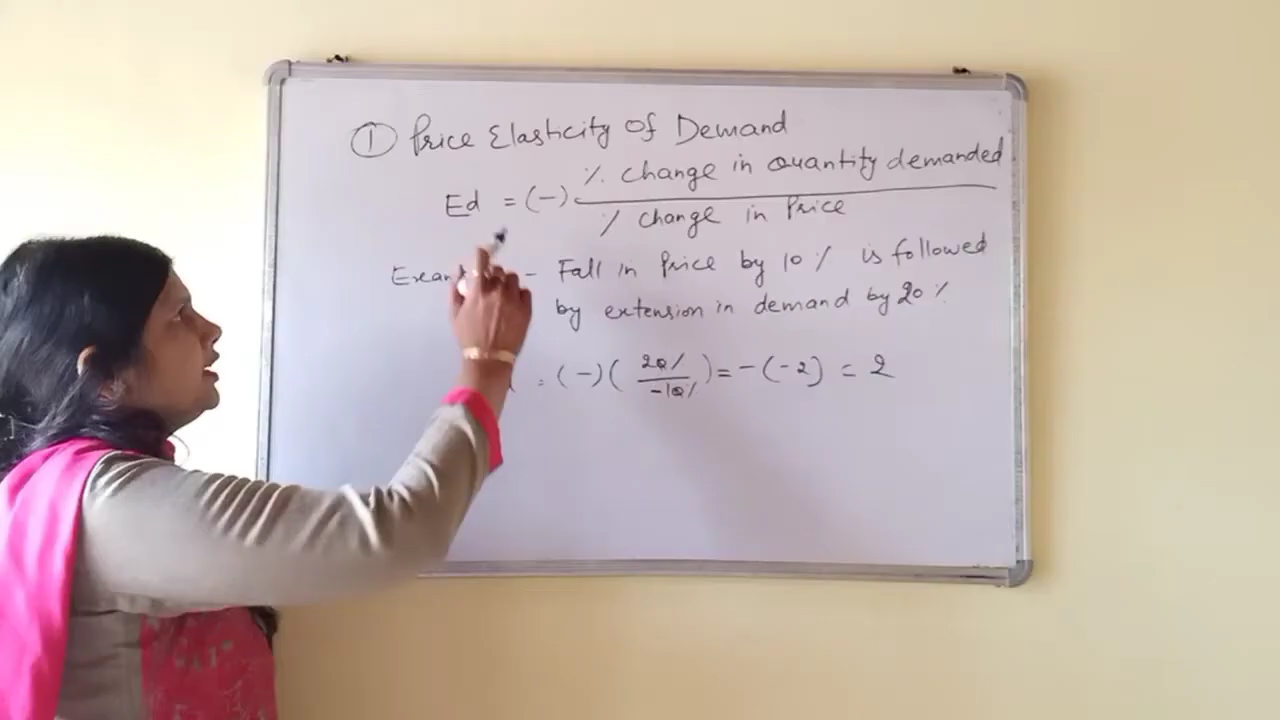 ① Price Elasticity Of Demand
Ed = (-) % change in Quantity demanded
% change in Price
- Fall in Price by 10% is followed
by extension in demand by 20%
= (-) ( 20% / -10% ) = -(-2) = 2